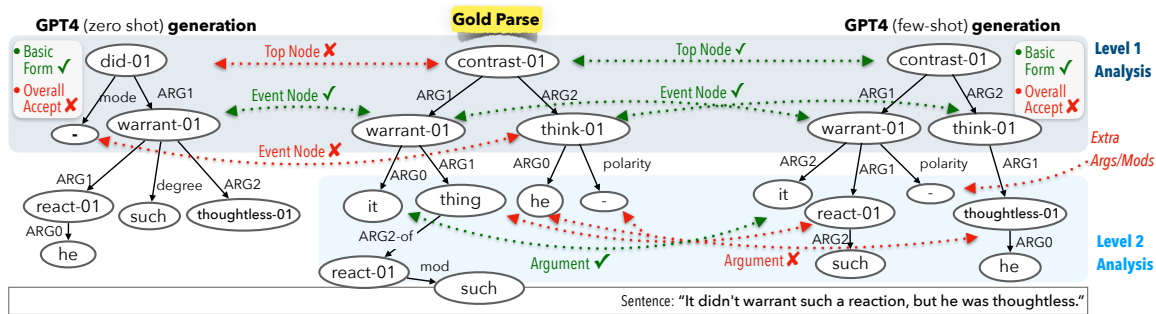 GPT4 (zero shot) generation
Gold Parse
GPT4 (few-shot) generation
• Basic Form ✓
• Overall Accept ✘
did-01
mode
ARG1
-
warrant-01
ARG1
degree
ARG2
react-01
such
thoughtless-01
ARG0
he
Top Node ✘
Event Node ✓
Event Node ✘
contrast-01
ARG1
ARG2
warrant-01
think-01
ARG0
ARG1
ARG0
polarity
it
thing
he
-
ARG2-of
react-01
mod
such
Top Node ✓
Event Node ✓
Argument ✓
Argument ✘
contrast-01
ARG1
ARG2
warrant-01
think-01
ARG2
ARG1
polarity
ARG1
it
react-01
-
thoughtless-01
ARG2
ARG0
such
he
• Basic Form ✓
• Overall Accept ✘
Level 1
Analysis
Extra
Args/Mods
Level 2
Analysis
Sentence: “It didn't warrant such a reaction, but he was thoughtless.”